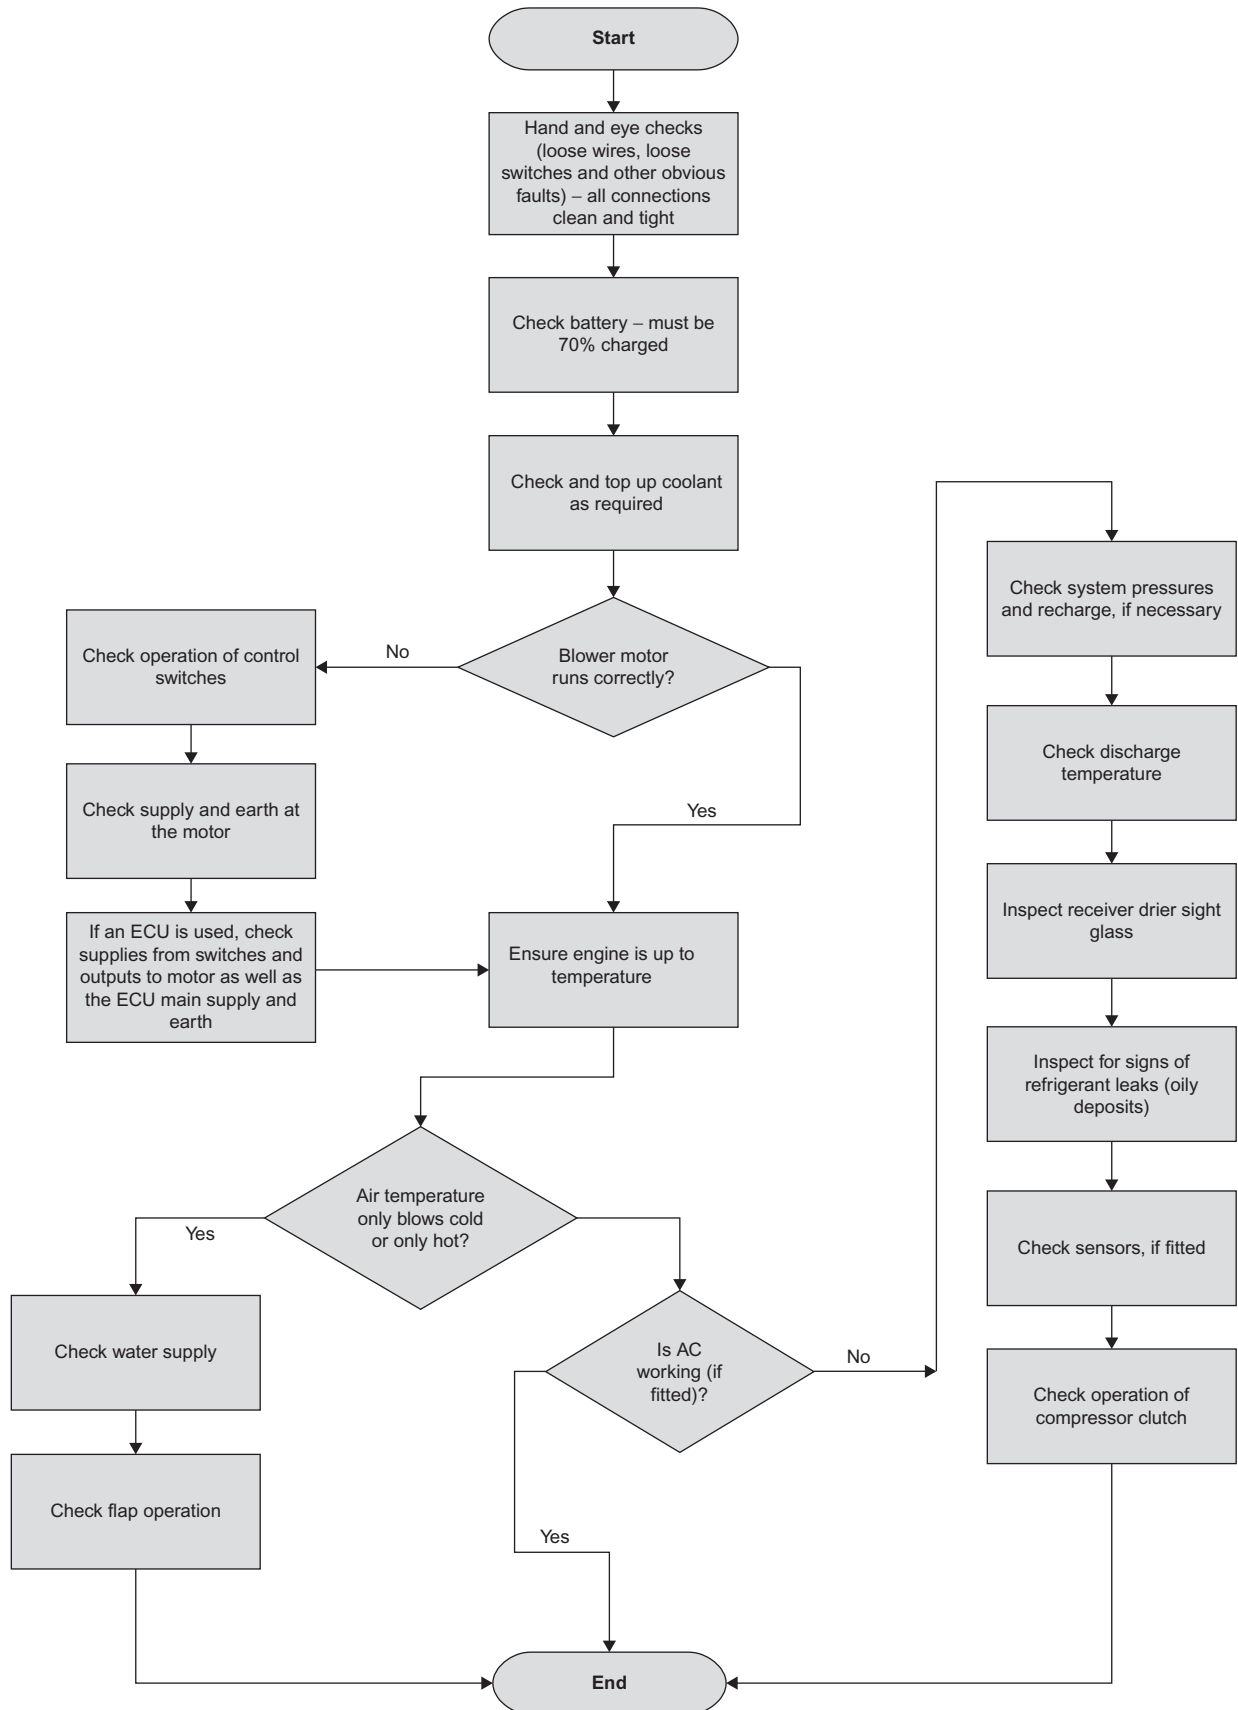 Start
Hand and eye checks
(loose wires, loose
switches and other obvious
faults) – all connections
clean and tight
Check battery – must be
70% charged
Check and top up coolant
as required
Blower motor
runs correctly?
No
Check operation of control
switches
Check supply and earth at
the motor
If an ECU is used, check
supplies from switches and
outputs to motor as well as
the ECU main supply and
earth
Yes
Ensure engine is up to
temperature
Air temperature
only blows cold
or only hot?
Yes
Check water supply
Check flap operation
Is AC
working (if
fitted)?
No
Yes
Check system pressures
and recharge, if necessary
Check discharge
temperature
Inspect receiver drier sight
glass
Inspect for signs of
refrigerant leaks (oily
deposits)
Check sensors, if fitted
Check operation of
compressor clutch
End